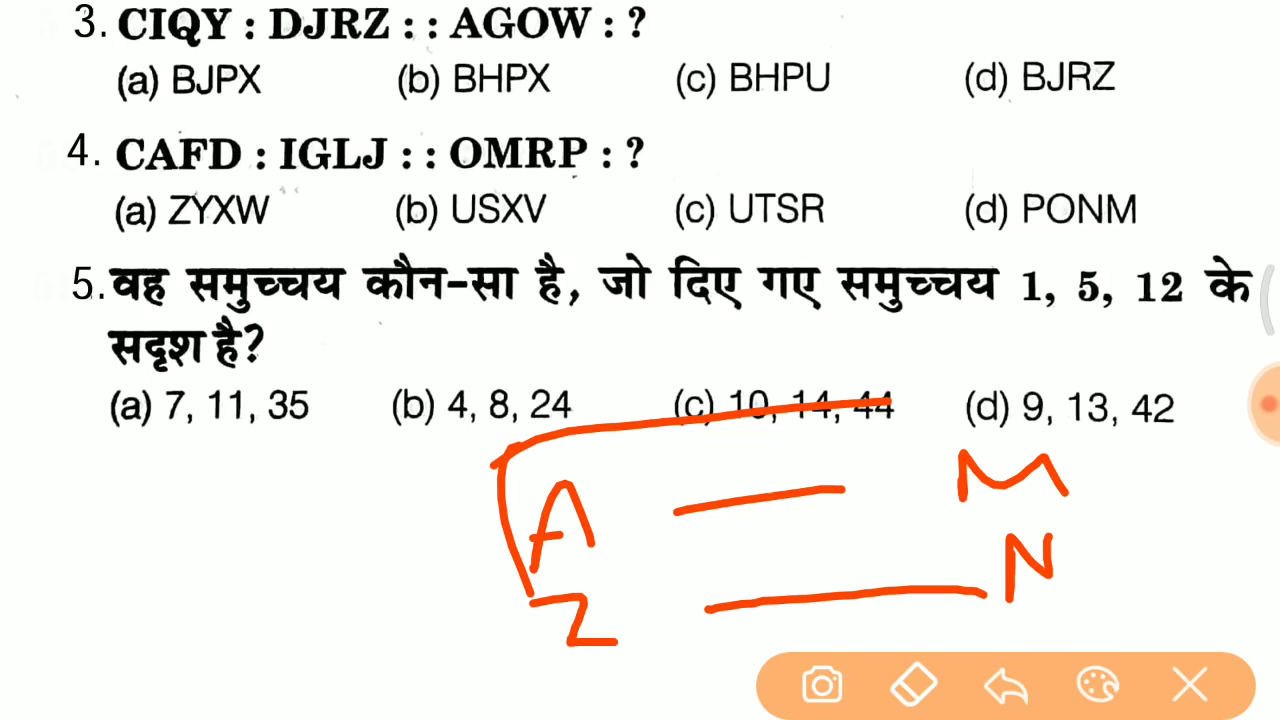 3. CIQY : DJRZ : : AGOW : ?
(a) BJPX (b) BHPX (c) BHPU (d) BJRZ
4. CAFD : IGLJ : : OMRP : ?
(a) ZYXW (b) USXV (c) UTSR (d) PONM
5. वह समुच्चय कौन-सा है, जो दिए गए समुच्चय 1, 5, 12 के
सदृश है?
(a) 7, 11, 35 (b) 4, 8, 24 (c) 10, 14, 44 (d) 9, 13, 42
A M
Z N